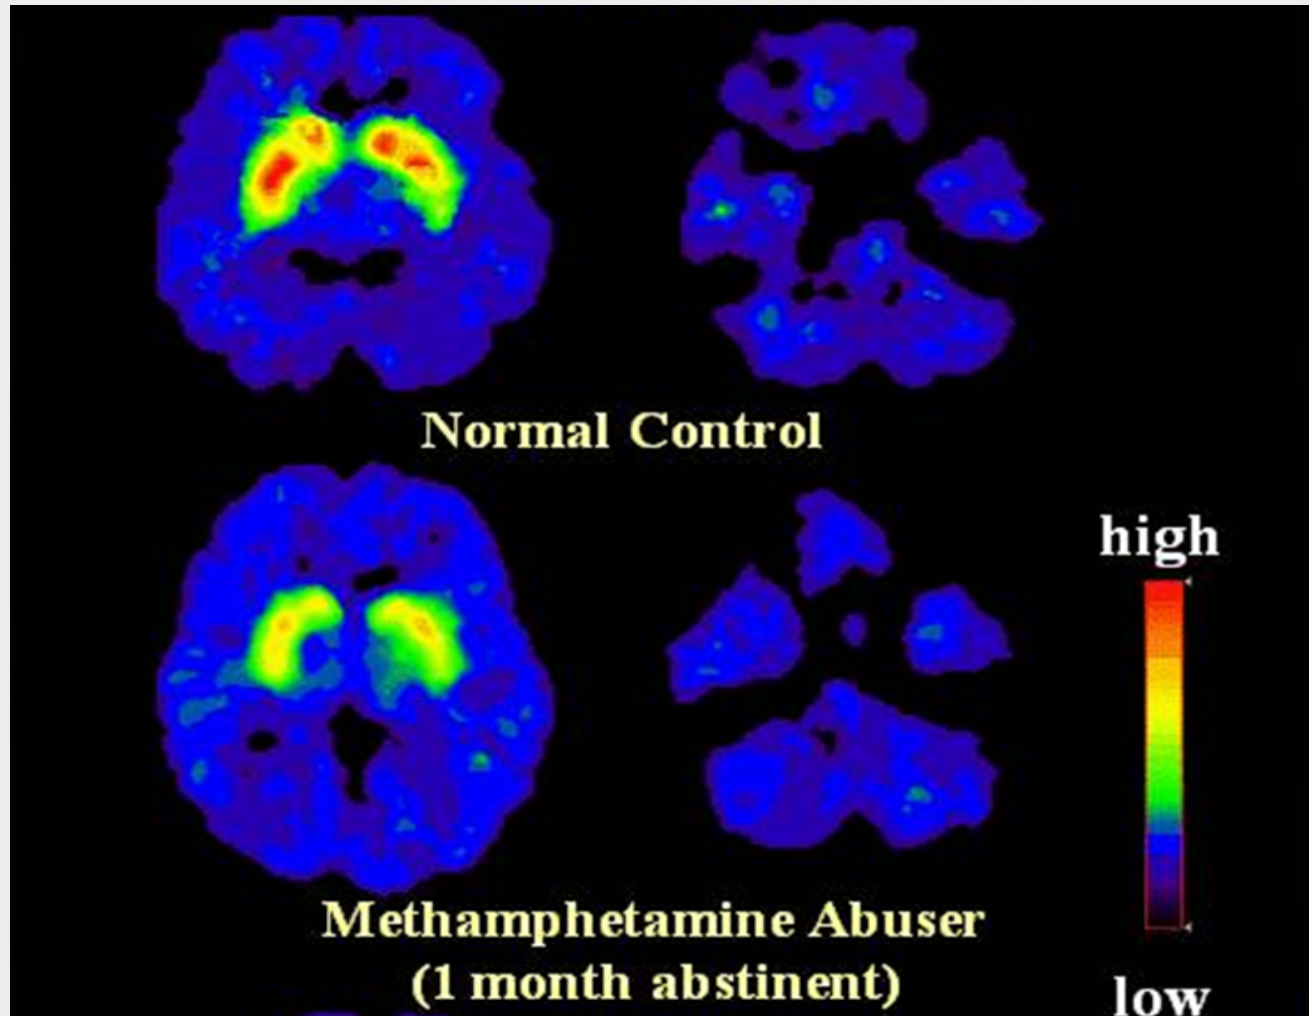 Normal Control
high
Methamphetamine Abuser
(1 month abstinent)
low